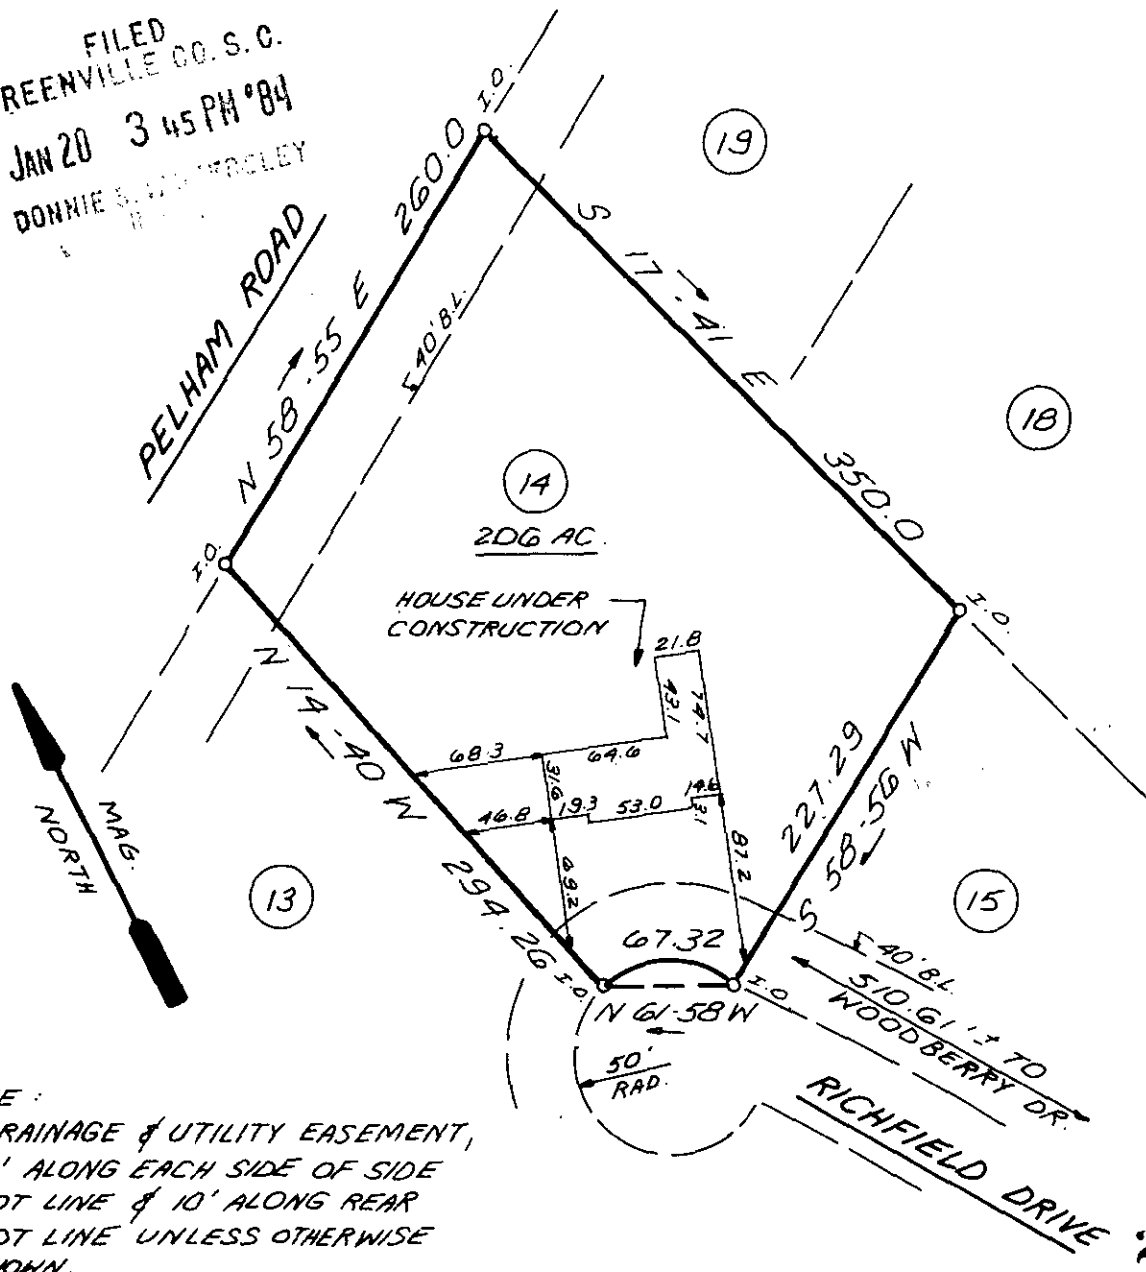 FILED
REENVILLE CO. S. C.
JAN 20 3 45 PM '84
DONNIE S.
PELHAM ROAD
N 58-55 E 260.0
I.O.
40' B.L.
S 17-41 E 350.0
19
18
14
2.06 AC.
HOUSE UNDER
CONSTRUCTION
I.O.
I.O.
21.8
43.1
74.7
68.3
64.6
31.6
46.8
19.3
53.0
14.6
3.1
69.2
87.2
N 14-40 W 294.26
227.29
S 58-56 W
MAG.
NORTH
13
15
67.32
I.O.
I.O.
N 61-58 W
40' B.L.
510.61'± TO
WOODBERRY DR.
50'
RAD.
RICHFIELD DRIVE
E:
RAINAGE & UTILITY EASEMENT,
' ALONG EACH SIDE OF SIDE
OT LINE & 10' ALONG REAR
OT LINE UNLESS OTHERWISE
OWN.